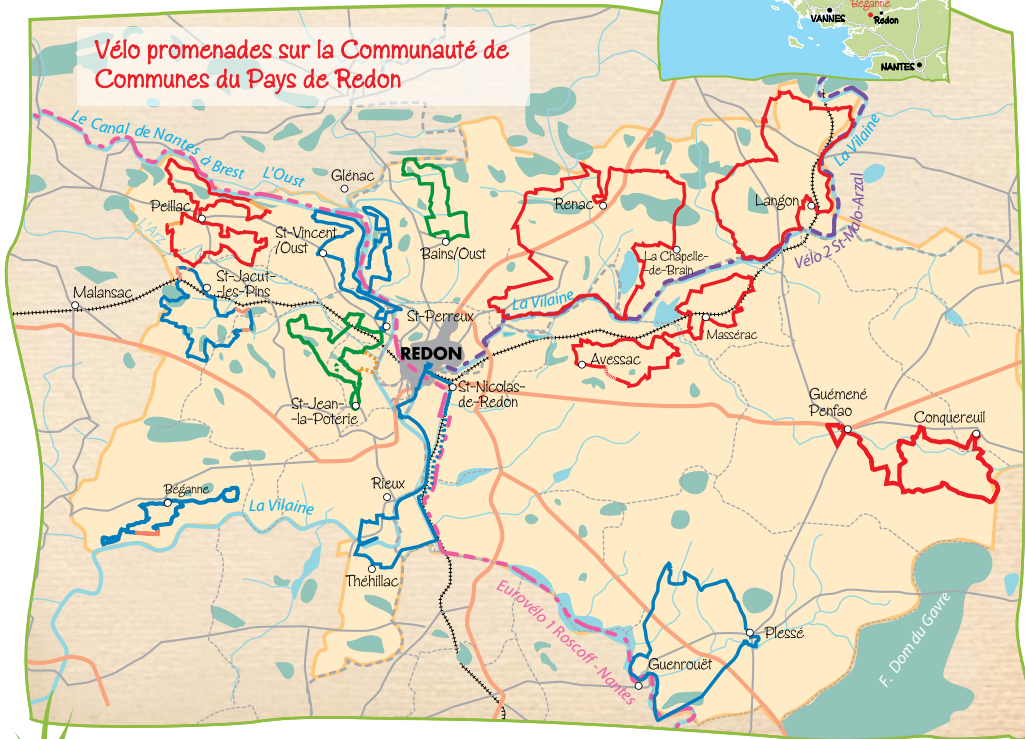 Béganne
VANNES
Redon
NANTES
Vélo promenades sur la Communauté de
Communes du Pays de Redon
Le Canal de Nantes à Brest
L'Oust
La Vilaine
Glénac
Peillac
L'Arz
St-Vincent
/Oust
Bains/Oust
Renac
Langon
Vélo 2 St-Malo-Arzal
La Chapelle-
-de-Brain
St-Jacut-
-les-Pins
Malansac
La Vilaine
St-Perreux
Massérac
REDON
Avessac
St-Nicolas-
de-Redon
St-Jean-
-la-Poterie
Guémené
Penfao
Conquereuil
Béganne
Rieux
La Vilaine
Théhillac
Eurovélo 1 Roscoff - Nantes
F. Dom du Gavre
Plessé
Guenrouët